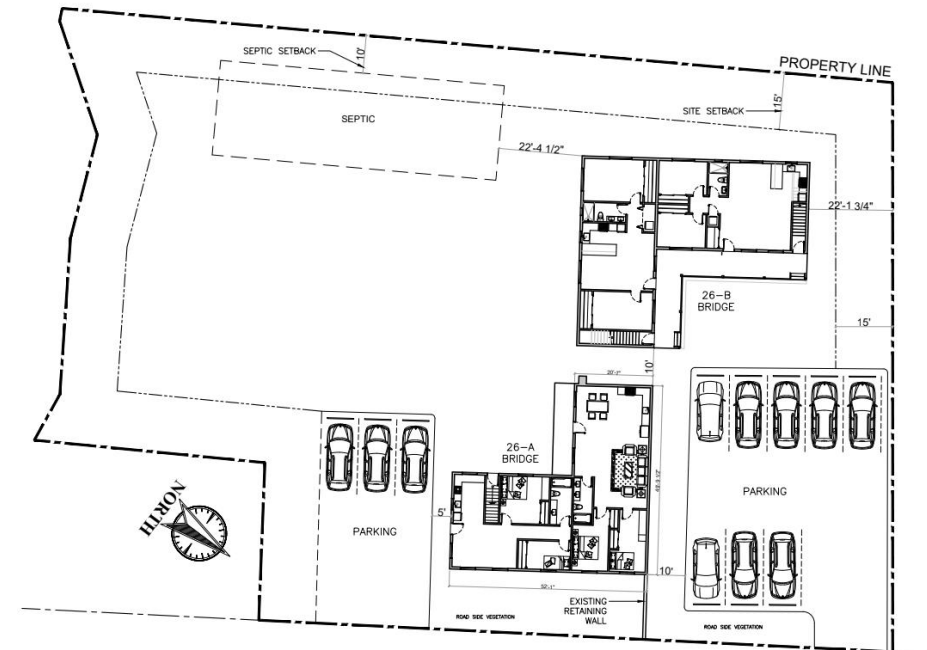 SEPTIC SETBACK
10'
PROPERTY LINE
15'
SITE SETBACK
SEPTIC
22'-4 1/2"
22'-1 3/4"
26-B
BRIDGE
15'
10'
26-A
BRIDGE
NORTH
5'
PARKING
PARKING
10'
EXISTING
RETAINING
WALL
ROAD SIDE VEGETATION
ROAD SIDE VEGETATION